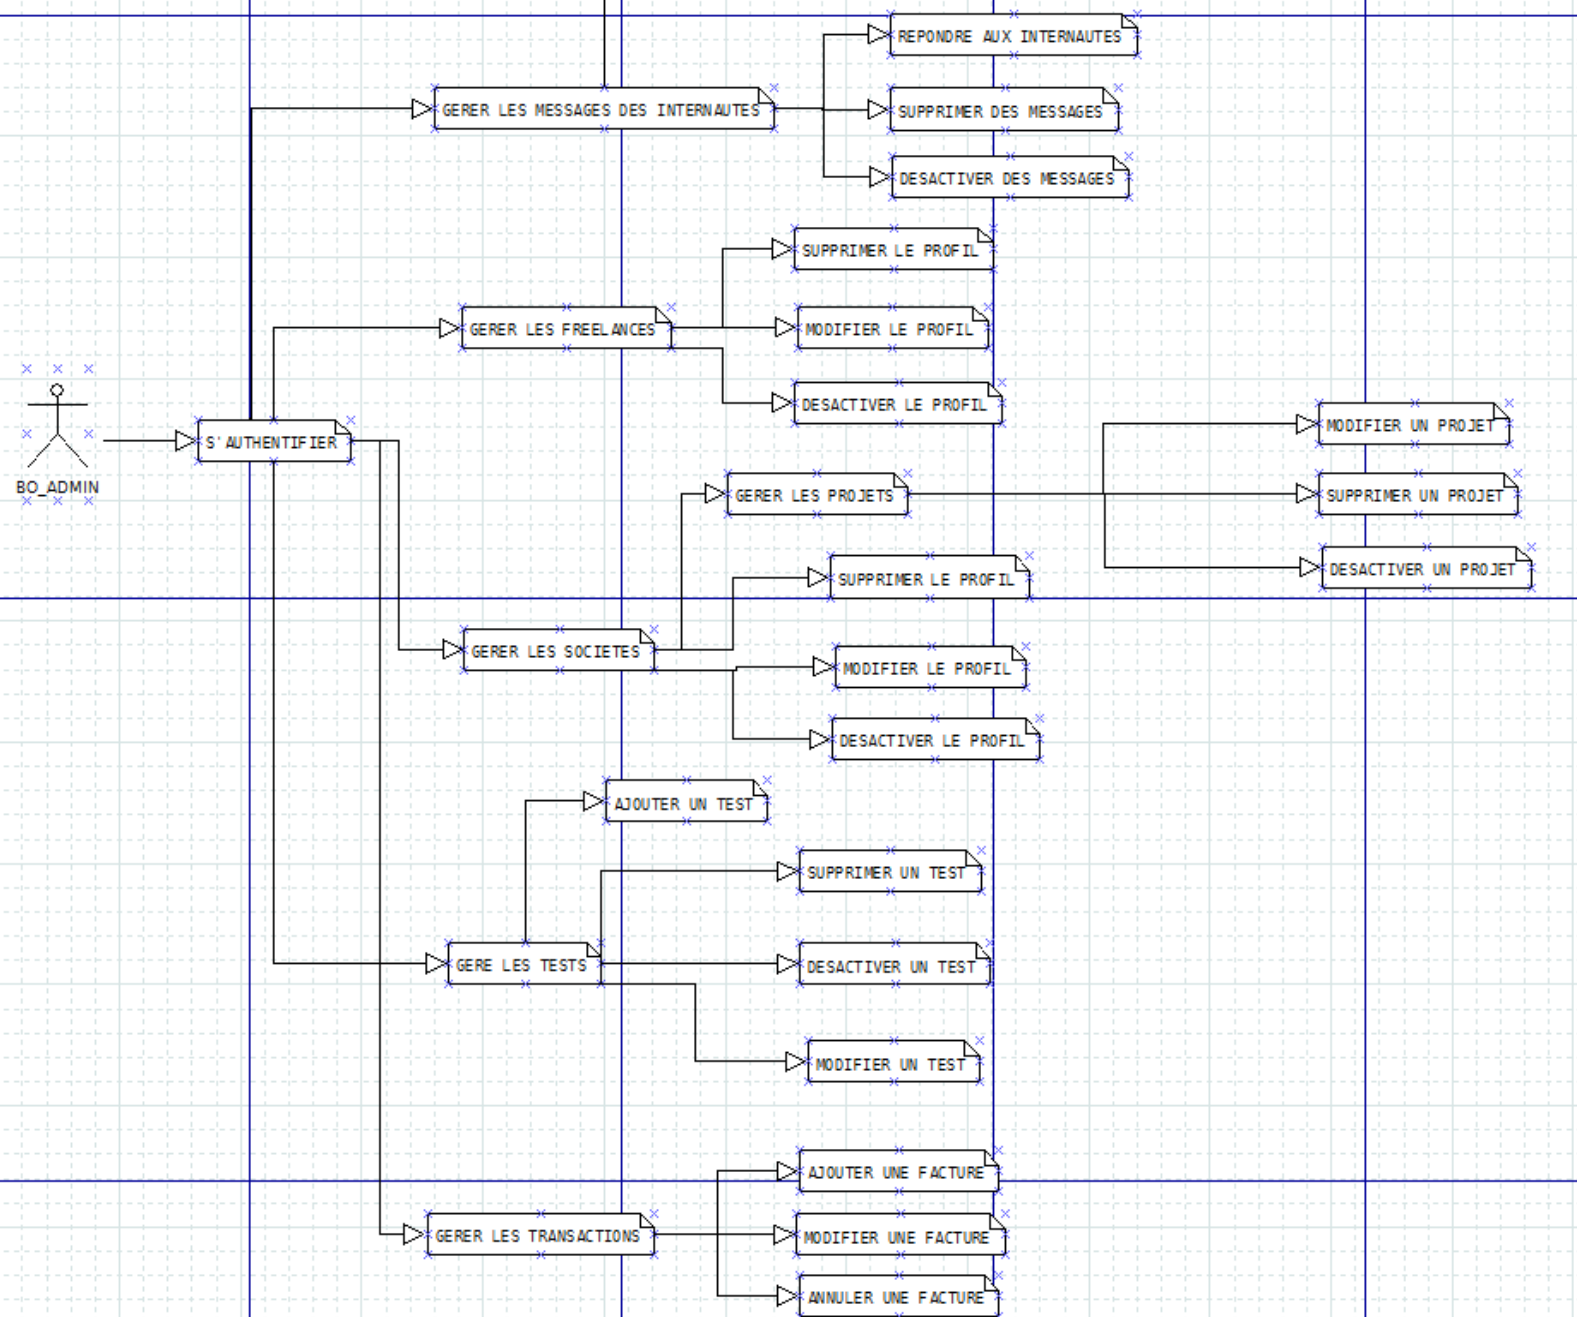 REPONDRE AUX INTERNAUTES
GERER LES MESSAGES DES INTERNAUTES
SUPPRIMER DES MESSAGES
DESACTIVER DES MESSAGES
SUPPRIMER LE PROFIL
GERER LES FREELANCES
MODIFIER LE PROFIL
DESACTIVER LE PROFIL
MODIFIER UN PROJET
S'AUTHENTIFIER
BO_ADMIN
GERER LES PROJETS
SUPPRIMER UN PROJET
DESACTIVER UN PROJET
SUPPRIMER LE PROFIL
GERER LES SOCIETES
MODIFIER LE PROFIL
DESACTIVER LE PROFIL
AJOUTER UN TEST
SUPPRIMER UN TEST
GERE LES TESTS
DESACTIVER UN TEST
MODIFIER UN TEST
AJOUTER UNE FACTURE
GERER LES TRANSACTIONS
MODIFIER UNE FACTURE
ANNULER UNE FACTURE